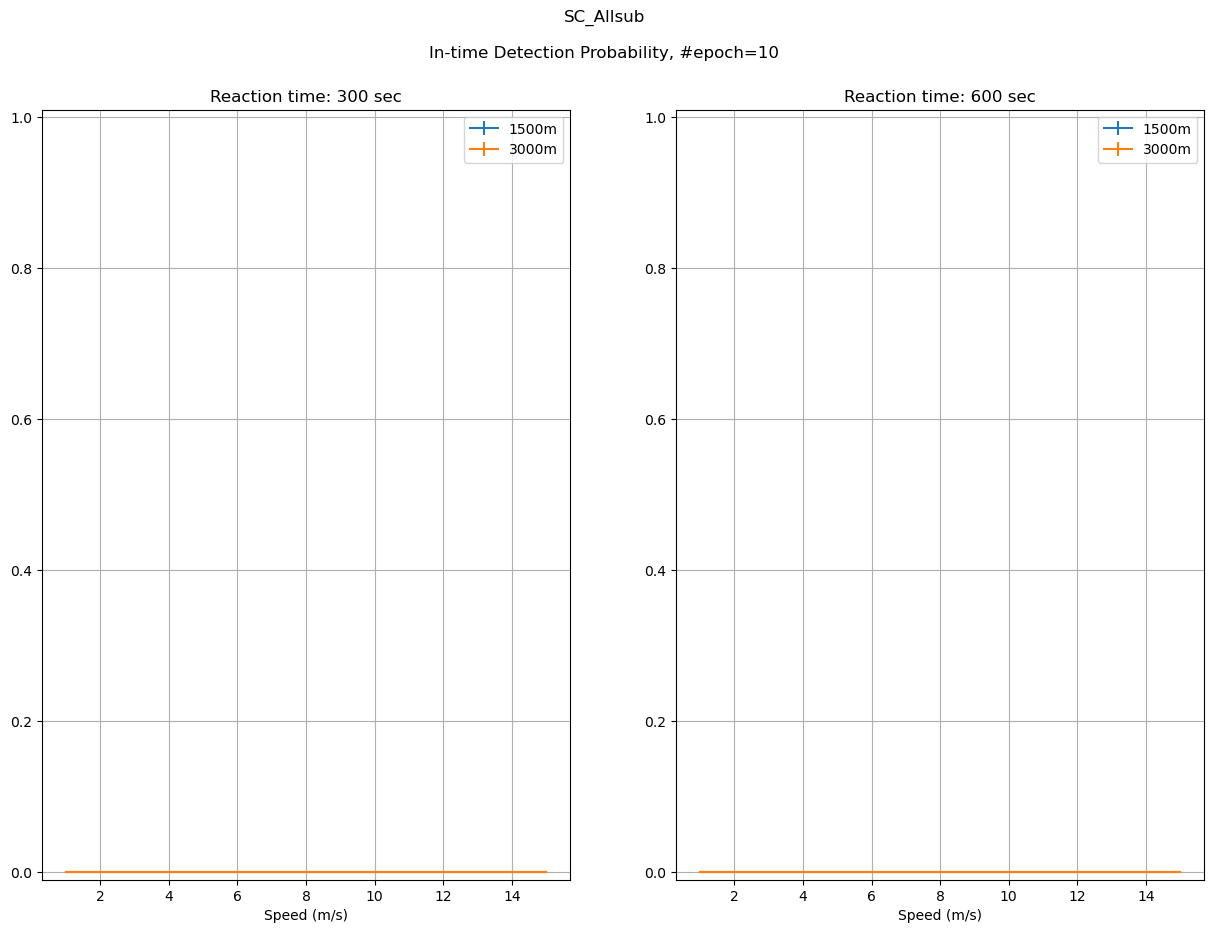 SC_Allsub
In-time Detection Probability, #epoch=10
Reaction time: 300 sec
1.0
0.8
0.6
0.4
0.2
0.0
2 4 6 8 10 12 14
Speed (m/s)
1500m
3000m
Reaction time: 600 sec
1.0
0.8
0.6
0.4
0.2
0.0
2 4 6 8 10 12 14
Speed (m/s)
1500m
3000m